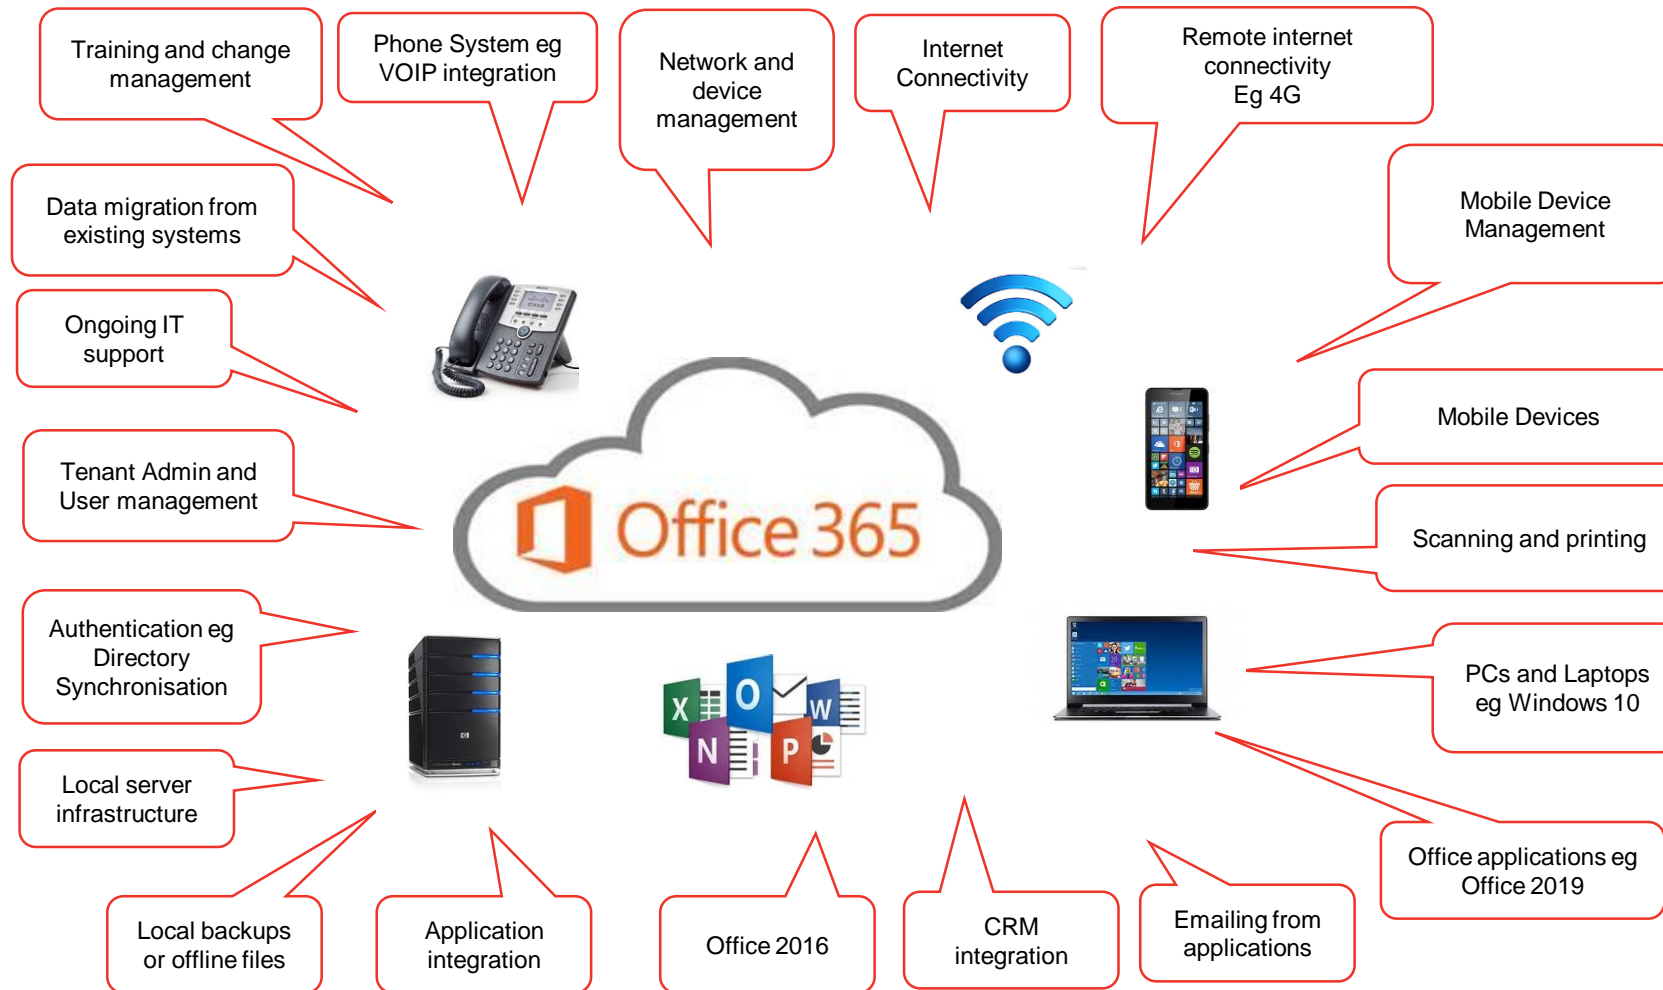 Training and change
management
Phone System eg
VOIP integration
Network and
device
management
Internet
Connectivity
Remote internet
connectivity
Eg 4G
Mobile Device
Management
Data migration from
existing systems
Ongoing IT
support
Mobile Devices
Tenant Admin and
User management
Office 365
Scanning and printing
Authentication eg
Directory
Synchronisation
PCs and Laptops
eg Windows 10
X
N
O
P
W
Local server
infrastructure
Office applications eg
Office 2019
Local backups
or offline files
Application
integration
Office 2016
CRM
integration
Emailing from
applications